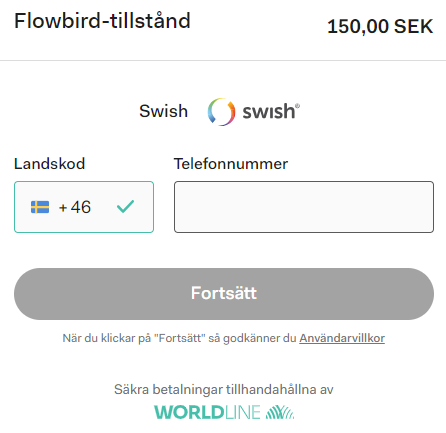 Flowbird-tillstånd 150,00 SEK
Swish swish®
Landskod Telefonnummer
+ 46
Fortsätt
När du klickar på "Fortsätt" så godkänner du Användarvillkor
Säkra betalningar tillhandahållna av
WORLDLINE